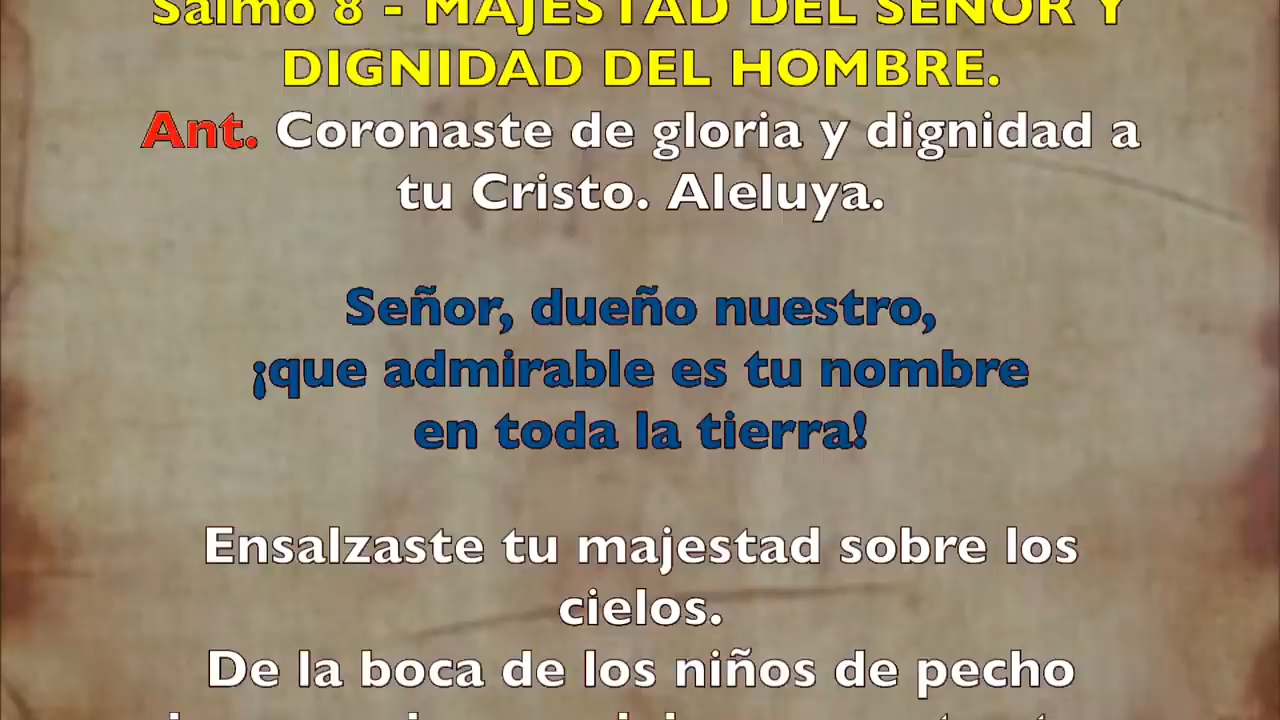 Salmo 8 - MAJESTAD DEL SEÑOR Y
DIGNIDAD DEL HOMBRE.
Ant. Coronaste de gloria y dignidad a
tu Cristo. Aleluya.
Señor, dueño nuestro,
¡que admirable es tu nombre
en toda la tierra!
Ensalzaste tu majestad sobre los
cielos.
De la boca de los niños de pecho